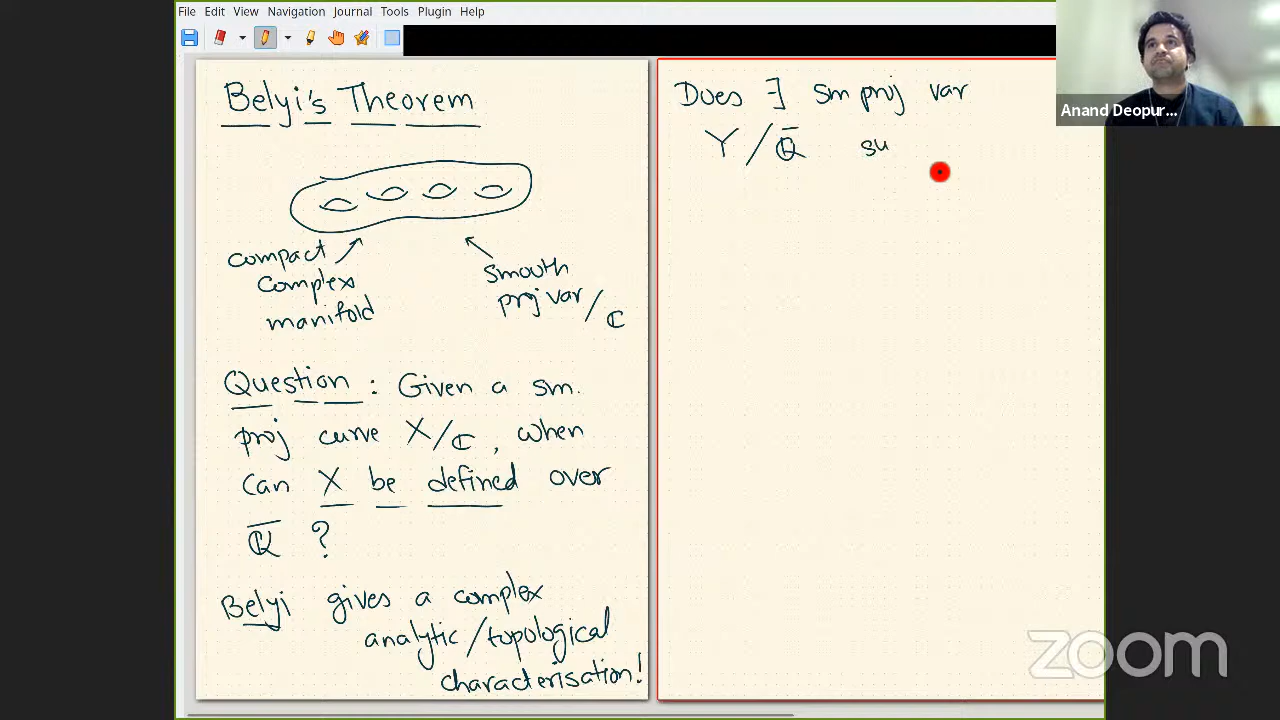 File Edit View Navigation Journal Tools Plugin Help
Belyi's Theorem
compact
complex
manifold
smooth
proj var / ℂ
Question : Given a sm.
proj curve X/ℂ , when
can X be defined over
ℚ̅ ?
Belyi gives a complex
analytic/topological
characterisation!
Does ∃ sm proj var
Y / ℚ̅ su
Anand Deopur...
zoom